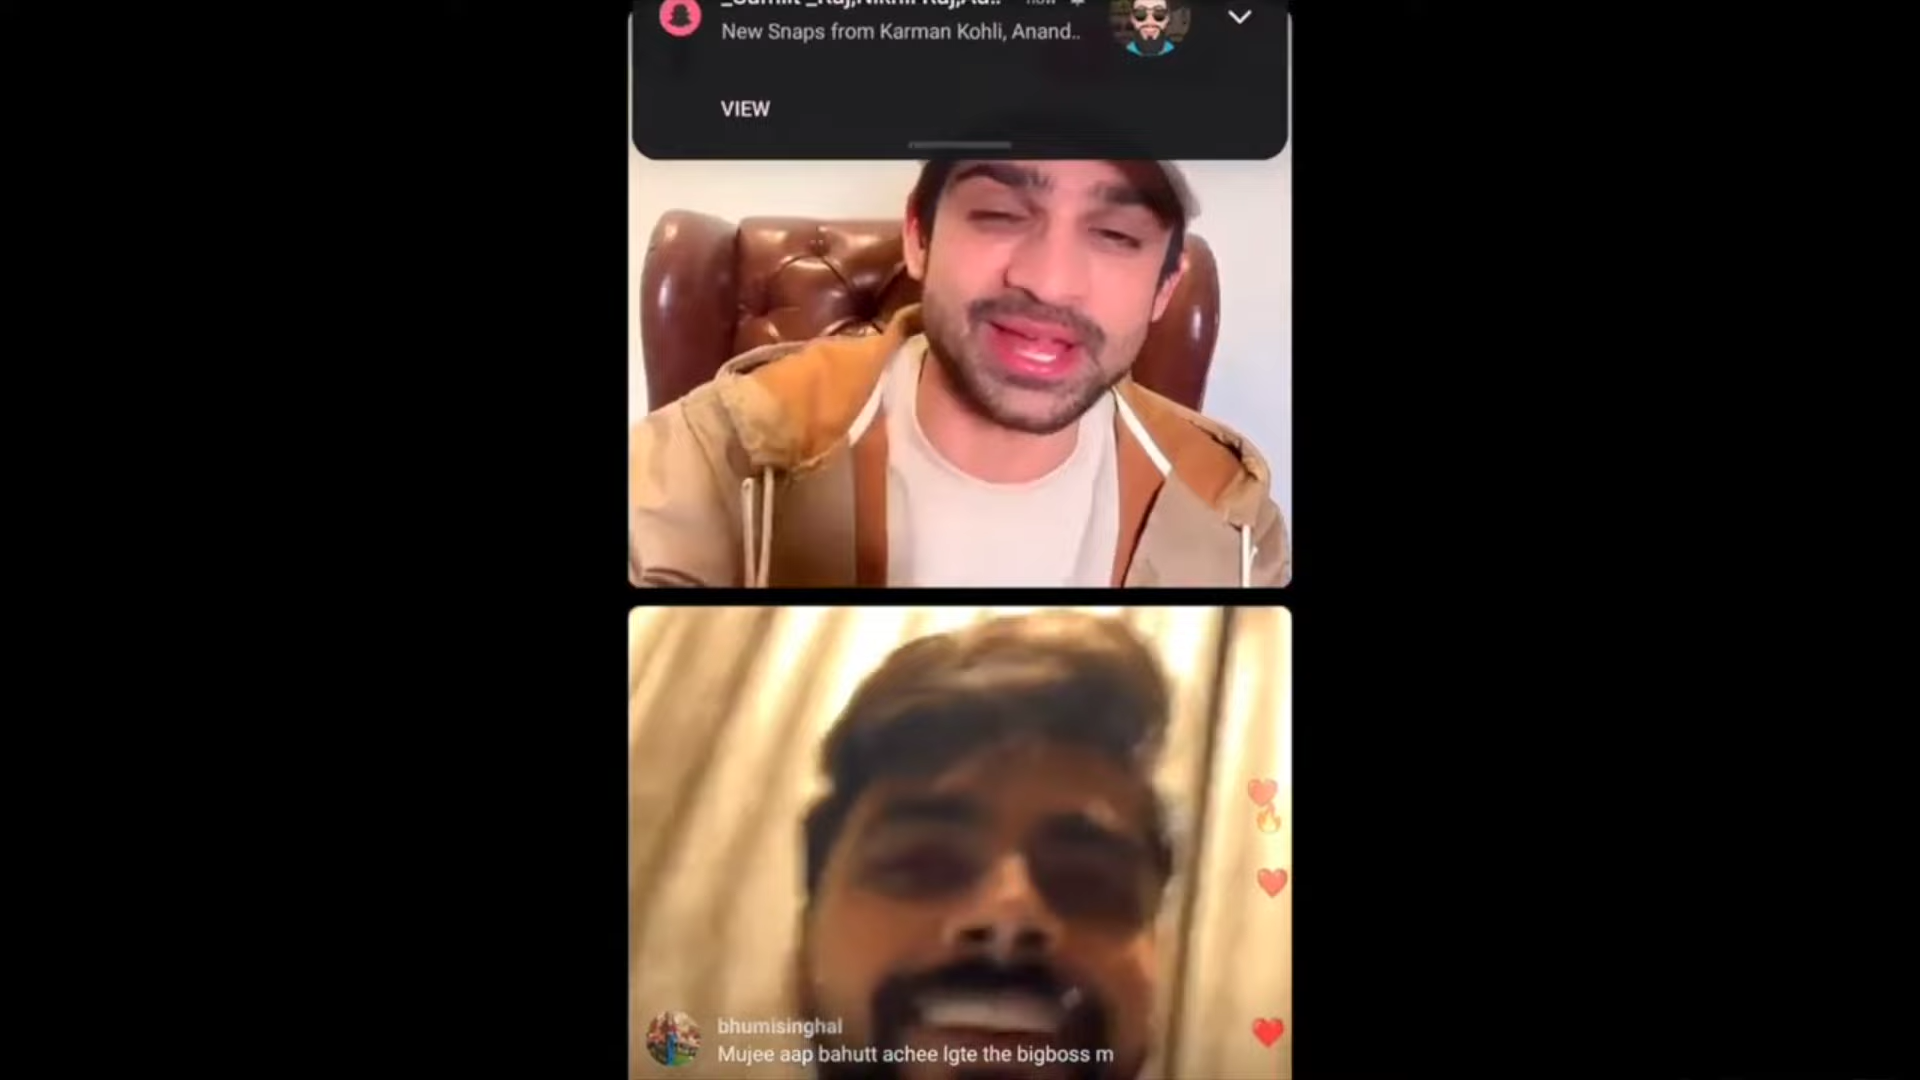 New Snaps from Karman Kohli, Anand..
VIEW
bhumisinghal
Mujee aap bahutt achee lgte the bigboss m